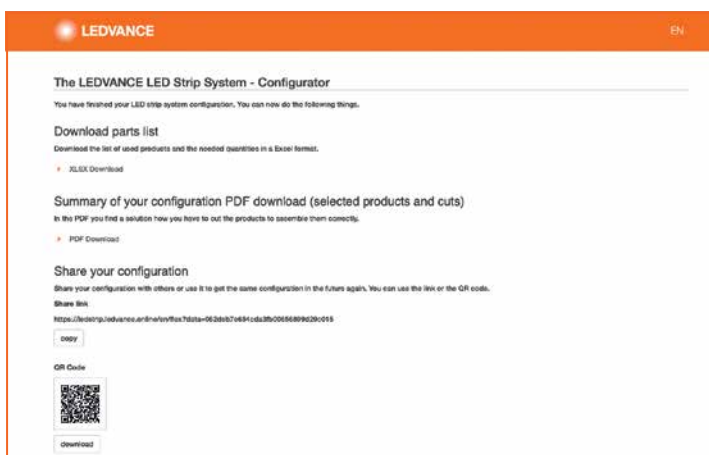 LEDVANCE
EN
The LEDVANCE LED Strip System - Configurator
You have finished your LED strip system configuration. You can now do the following things.
Download parts list
Download the list of used products and the needed quantities in a Excel format.
XLSX Download
Summary of your configuration PDF download (selected products and cuts)
In the PDF you find a solution how you have to cut the products to assemble them correctly.
PDF Download
Share your configuration
Share your configuration with others or use it to get the same configuration in the future again. You can use the link or the QR code.
Share link
copy
QR Code
download